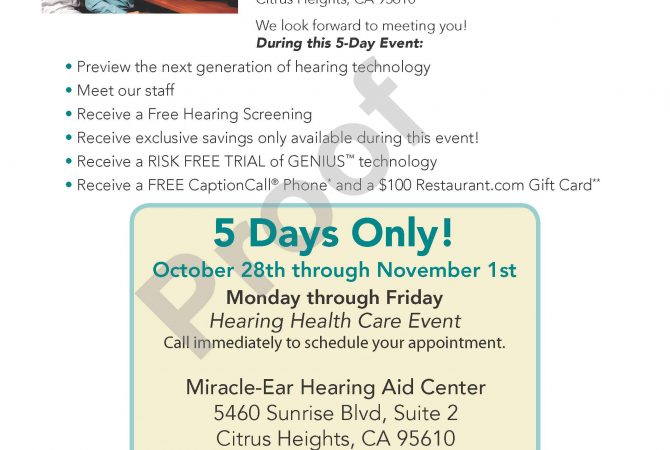 Citrus Heights, CA 95610
We look forward to meeting you!
During this 5-Day Event:
• Preview the next generation of hearing technology
• Meet our staff
• Receive a Free Hearing Screening
• Receive exclusive savings only available during this event!
• Receive a RISK FREE TRIAL of GENIUS™ technology
• Receive a FREE CaptionCall® Phone* and a $100 Restaurant.com Gift Card**
Proof
5 Days Only!
October 28th through November 1st
Monday through Friday
Hearing Health Care Event
Call immediately to schedule your appointment.
Miracle-Ear Hearing Aid Center
5460 Sunrise Blvd, Suite 2
Citrus Heights, CA 95610